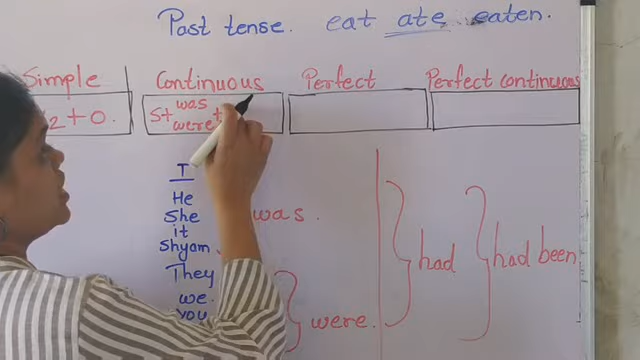 Past tense. eat ate eaten.
Simple Continuous Perfect Perfect continuous
2+0. S+ was were +
I
He
She
it
Shyam
was.
They
we
you
were.
had
had been